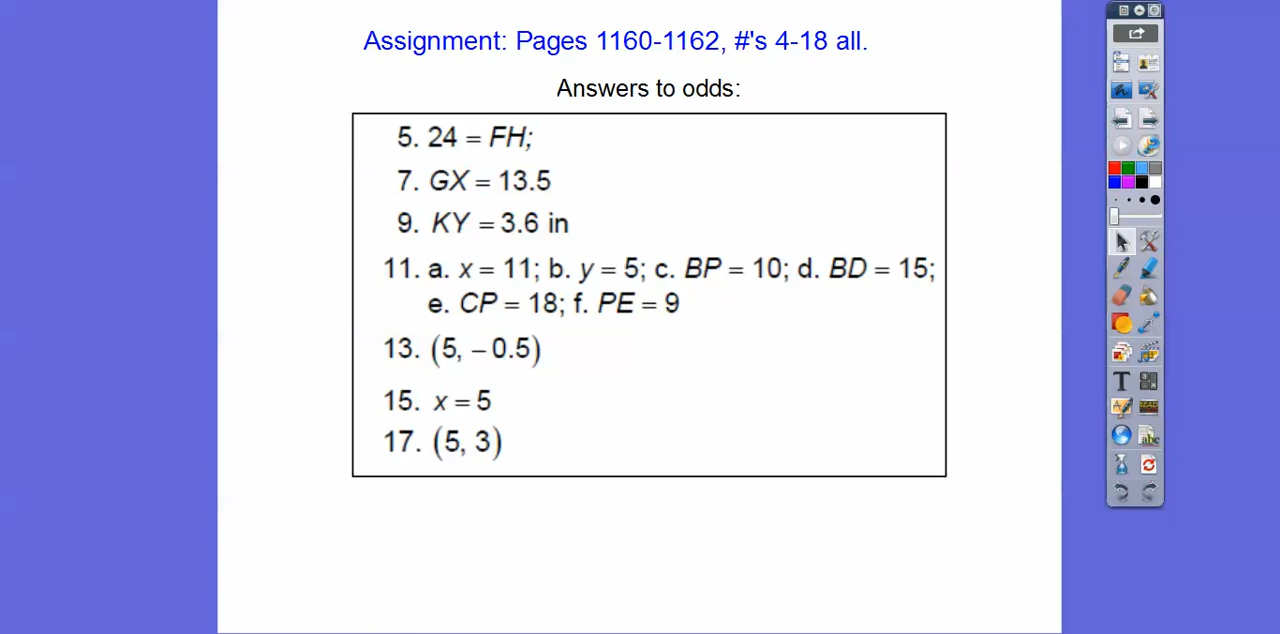 Assignment: Pages 1160-1162, #'s 4-18 all.
Answers to odds:
5. 24 = FH;
7. GX = 13.5
9. KY = 3.6 in
11. a. x = 11; b. y = 5; c. BP = 10; d. BD = 15;
e. CP = 18; f. PE = 9
13. (5, – 0.5)
15. x = 5
17. (5, 3)